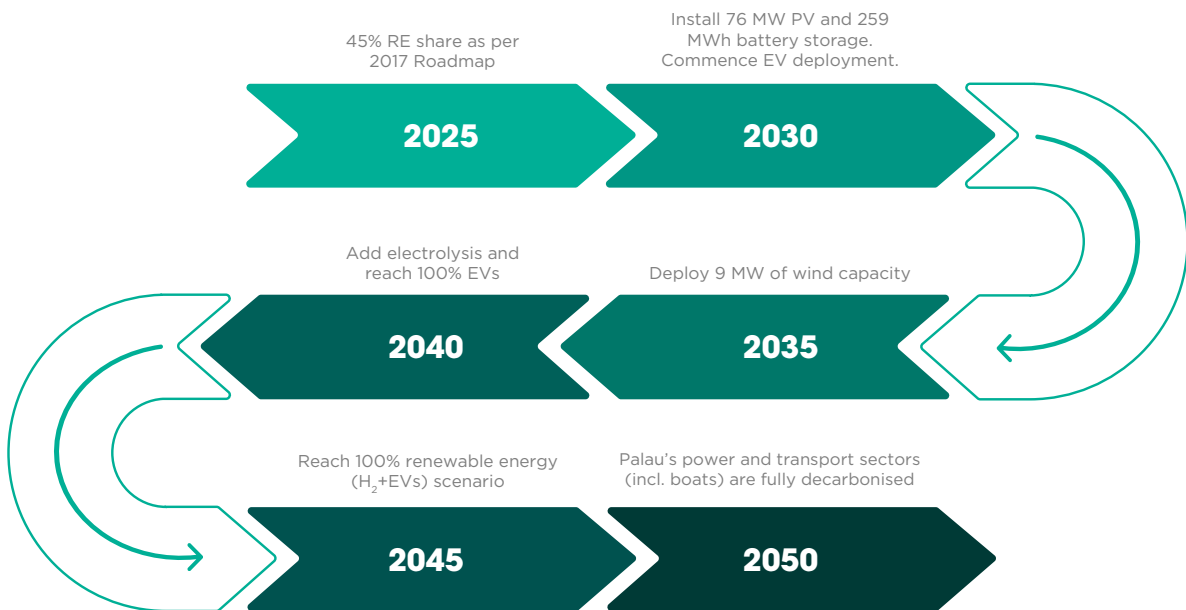 45% RE share as per
2017 Roadmap
2025
Install 76 MW PV and 259
MWh battery storage.
Commence EV deployment.
2030
Deploy 9 MW of wind capacity
2035
Add electrolysis and
reach 100% EVs
2040
Reach 100% renewable energy
(H₂+EVs) scenario
2045
Palau’s power and transport sectors
(incl. boats) are fully decarbonised
2050